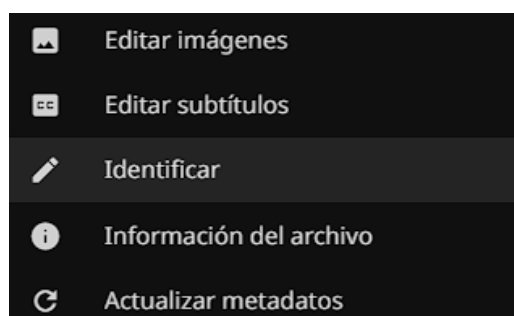 Editar imágenes
Editar subtítulos
Identificar
Información del archivo
Actualizar metadatos